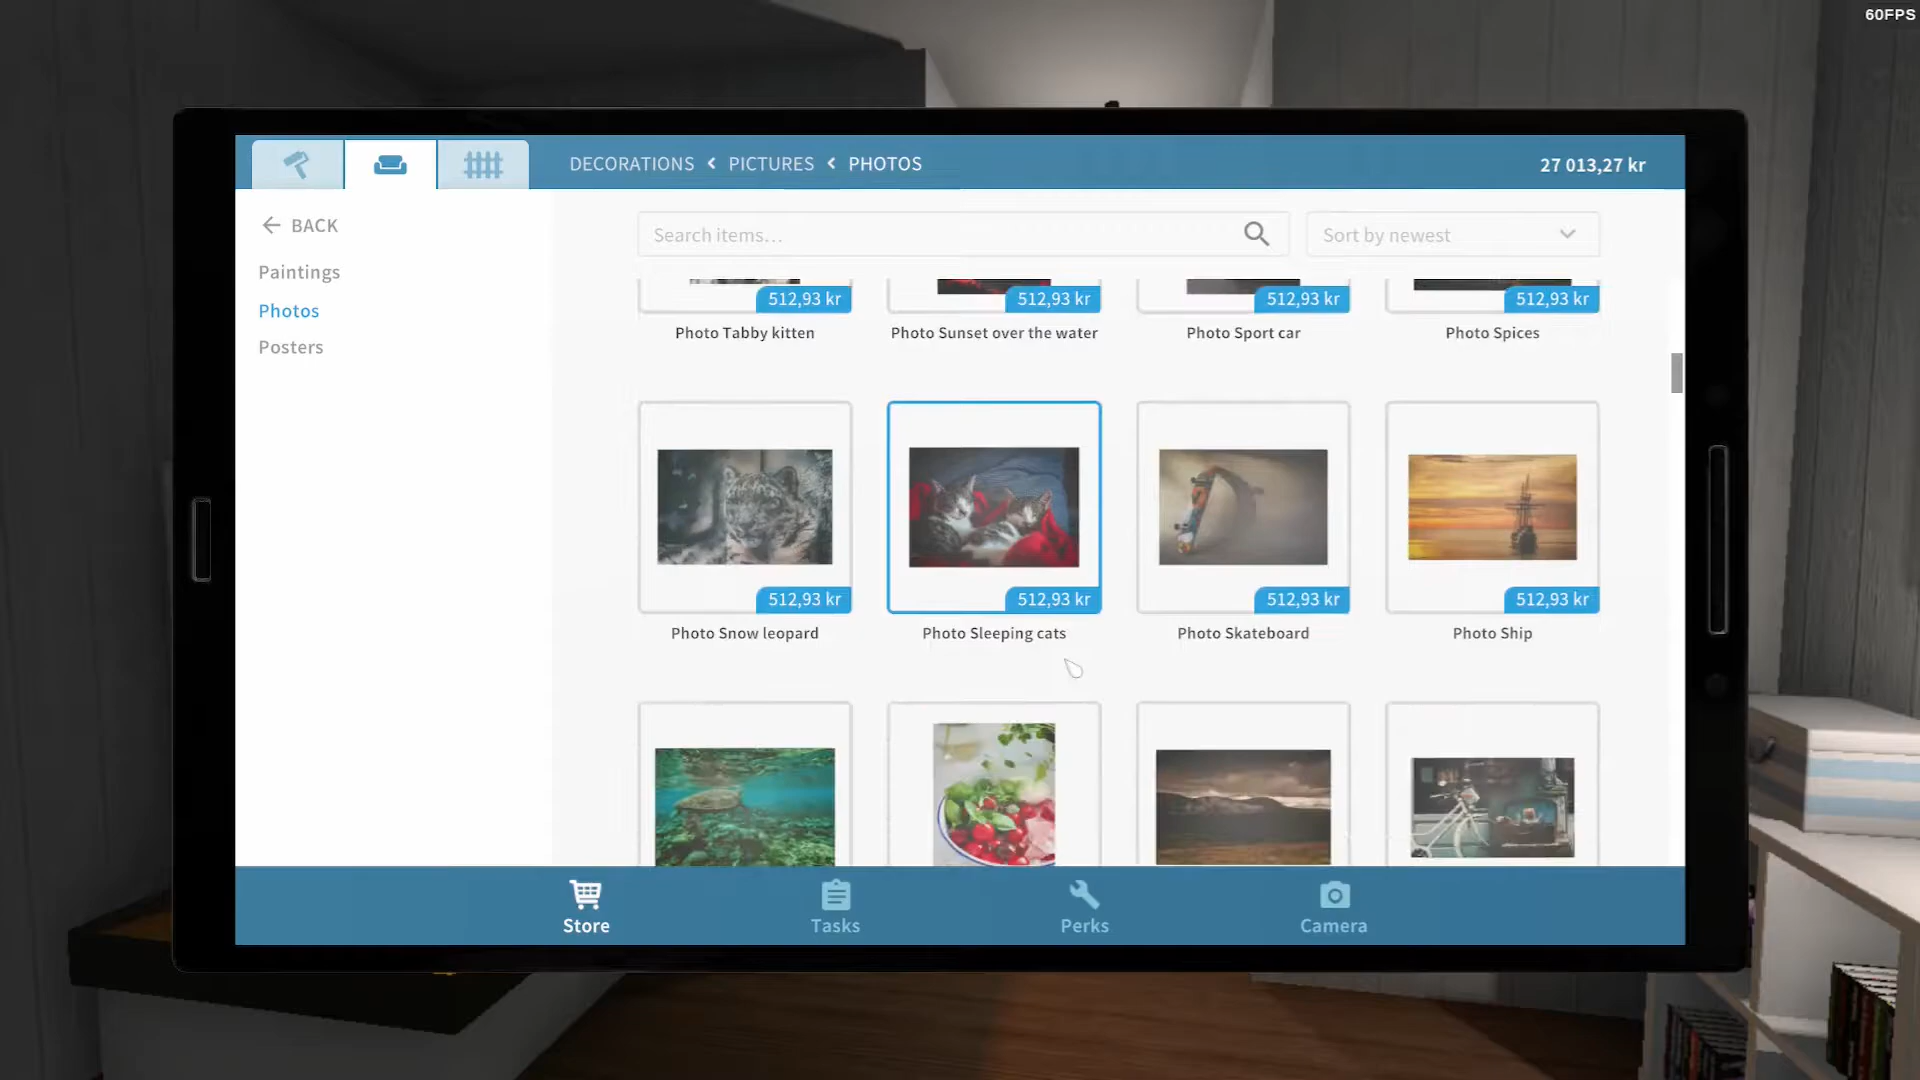 60FPS
DECORATIONS < PICTURES < PHOTOS
27 013,27 kr
BACK
Paintings
Photos
Posters
Search items...
Sort by newest
512,93 kr
512,93 kr
512,93 kr
512,93 kr
Photo Tabby kitten
Photo Sunset over the water
Photo Sport car
Photo Spices
512,93 kr
512,93 kr
512,93 kr
512,93 kr
Photo Snow leopard
Photo Sleeping cats
Photo Skateboard
Photo Ship
Store
Tasks
Perks
Camera